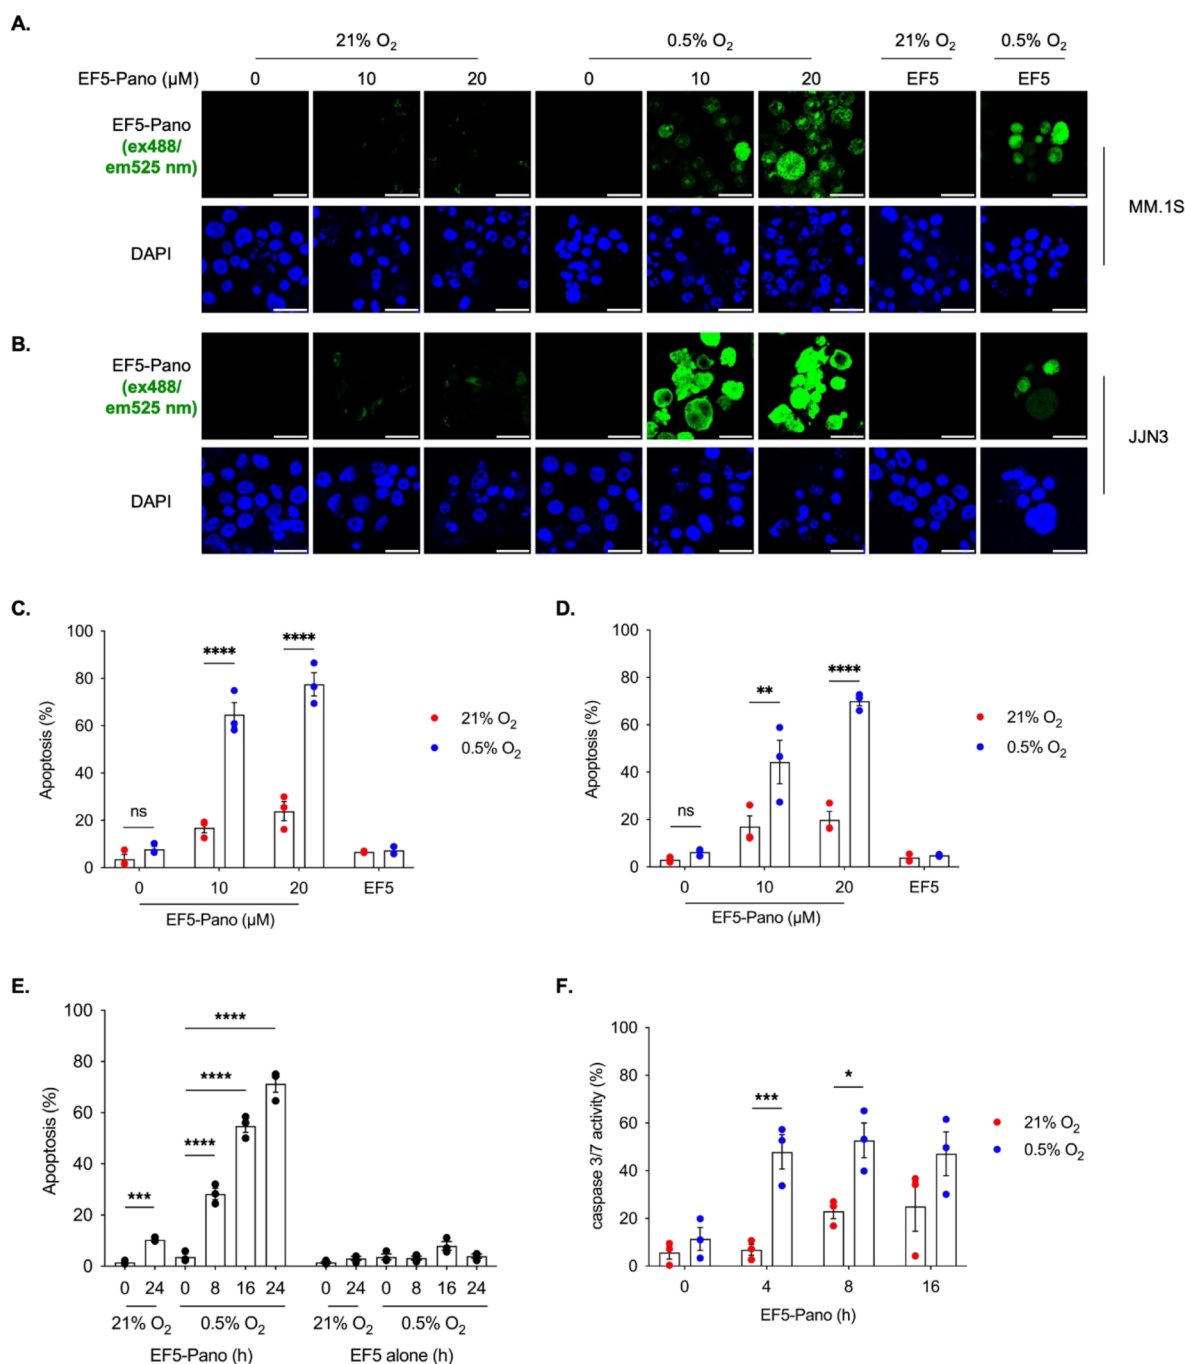 A.
21% O2 0.5% O2 21% O2 0.5% O2
EF5-Pano (µM) 0 10 20 0 10 20 EF5 EF5
EF5-Pano
(ex488/
em525 nm)
MM.1S
DAPI
B.
EF5-Pano
(ex488/
em525 nm)
JJN3
DAPI
C.
100
80
60
40
20
0
Apoptosis (%)
ns **** ****
21% O2
0.5% O2
0 10 20 EF5
EF5-Pano (µM)
D.
100
80
60
40
20
0
Apoptosis (%)
ns ** ****
21% O2
0.5% O2
0 10 20 EF5
EF5-Pano (µM)
E.
100
80
60
40
20
0
Apoptosis (%)
****
****
****
***
0 24 0 8 16 24 0 24 0 8 16 24
21% O2 0.5% O2 21% O2 0.5% O2
EF5-Pano (h) EF5 alone (h)
F.
100
80
60
40
20
0
caspase 3/7 activity (%)
*** *
21% O2
0.5% O2
0 4 8 16
EF5-Pano (h)